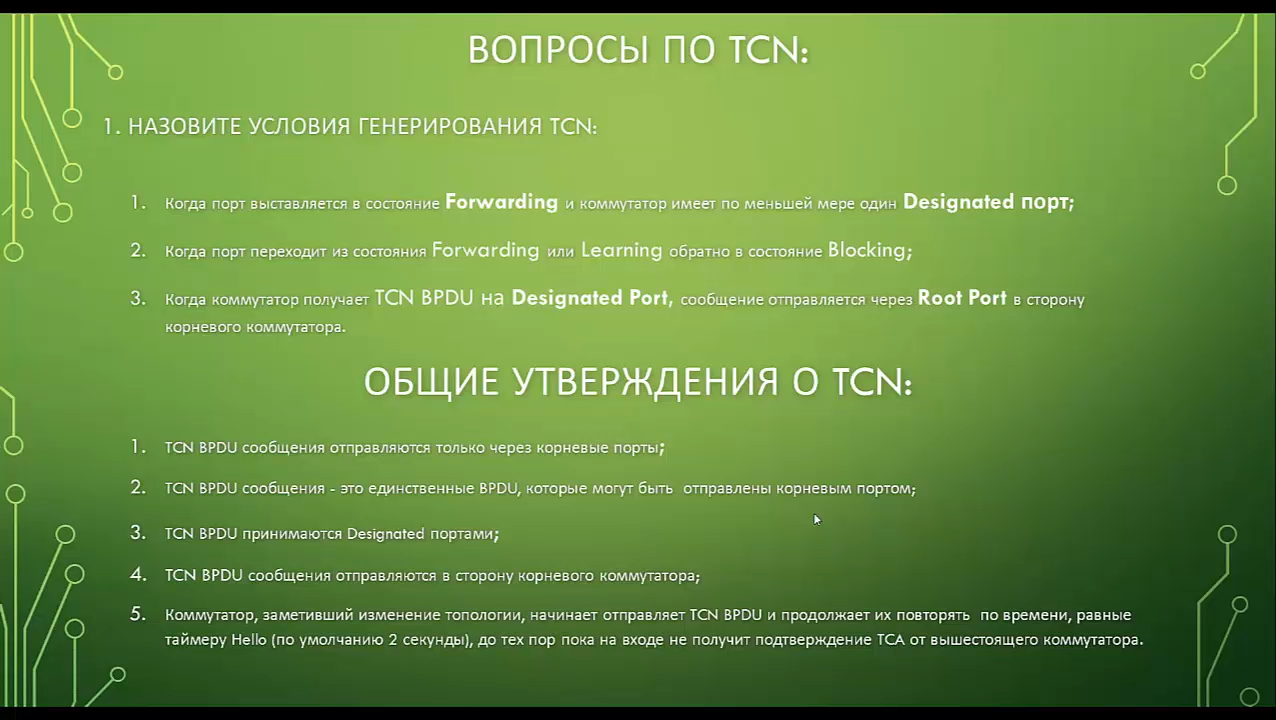 ВОПРОСЫ ПО TCN:
1. НАЗОВИТЕ УСЛОВИЯ ГЕНЕРИРОВАНИЯ TCN:
1. Когда порт выставляется в состояние Forwarding и коммутатор имеет по меньшей мере один Designated порт;
2. Когда порт переходит из состояния Forwarding или Learning обратно в состояние Blocking;
3. Когда коммутатор получает TCN BPDU на Designated Port, сообщение отправляется через Root Port в сторону
корневого коммутатора.
ОБЩИЕ УТВЕРЖДЕНИЯ О TCN:
1. TCN BPDU сообщения отправляются только через корневые порты;
2. TCN BPDU сообщения - это единственные BPDU, которые могут быть отправлены корневым портом;
3. TCN BPDU принимаются Designated портами;
4. TCN BPDU сообщения отправляются в сторону корневого коммутатора;
5. Коммутатор, заметивший изменение топологии, начинает отправляет TCN BPDU и продолжает их повторять по времени, равные
таймеру Hello (по умолчанию 2 секунды), до тех пор пока на входе не получит подтверждение TCA от вышестоящего коммутатора.